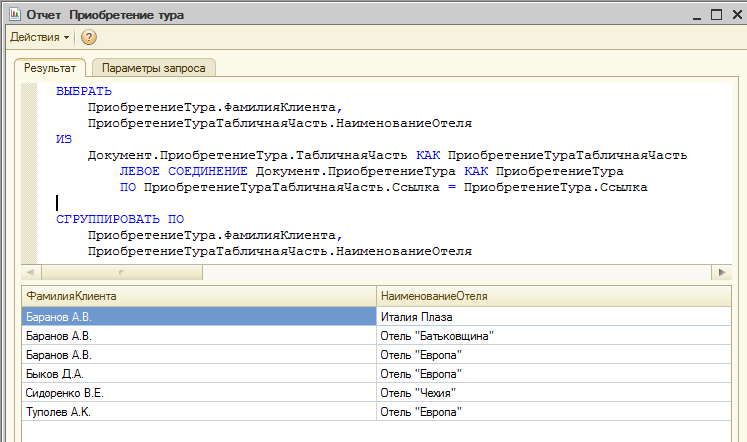 Отчет Приобретение тура
Действия
Результат Параметры запроса
ВЫБРАТЬ
ПриобретениеТура.ФамилияКлиента,
ПриобретениеТураТабличнаяЧасть.НаименованиеОтеля
ИЗ
Документ.ПриобретениеТура.ТабличнаяЧасть КАК ПриобретениеТураТабличнаяЧасть
ЛЕВОЕ СОЕДИНЕНИЕ Документ.ПриобретениеТура КАК ПриобретениеТура
ПО ПриобретениеТураТабличнаяЧасть.Ссылка = ПриобретениеТура.Ссылка
СГРУППИРОВАТЬ ПО
ПриобретениеТура.ФамилияКлиента,
ПриобретениеТураТабличнаяЧасть.НаименованиеОтеля
ФамилияКлиента НаименованиеОтеля
Баранов А.В. Италия Плаза
Баранов А.В. Отель "Батьковщина"
Баранов А.В. Отель "Европа"
Быков Д.А. Отель "Европа"
Сидоренко В.Е. Отель "Чехия"
Туполев А.К. Отель "Европа"